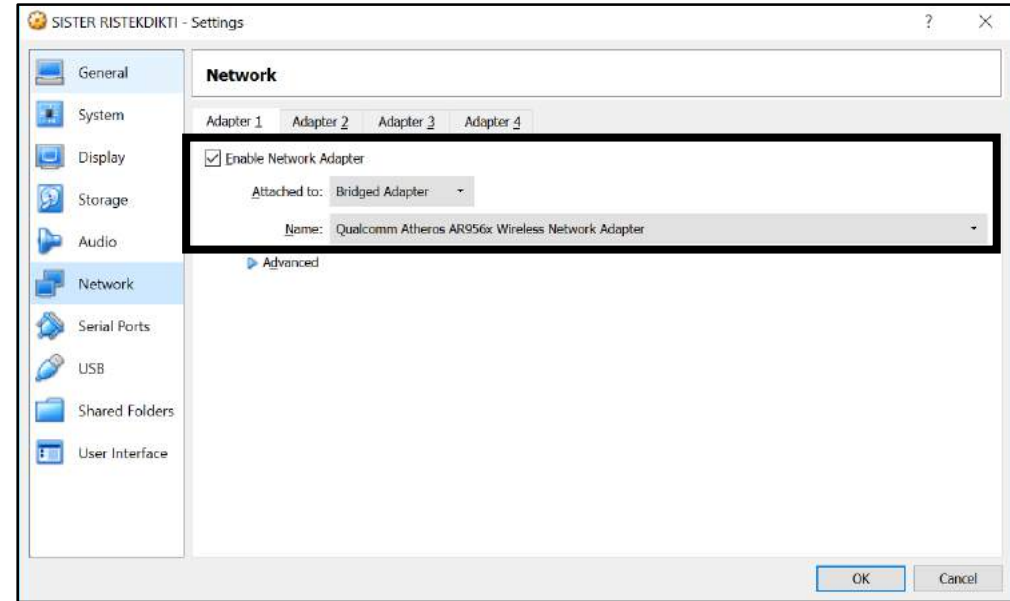 SISTER RISTEKDIKTI - Settings
?
General
Network
System
Adapter 1 Adapter 2 Adapter 3 Adapter 4
Display
Enable Network Adapter
Attached to: Bridged Adapter
Storage
Name: Qualcomm Atheros AR956x Wireless Network Adapter
Audio
Advanced
Network
Serial Ports
USB
Shared Folders
User Interface
OK Cancel